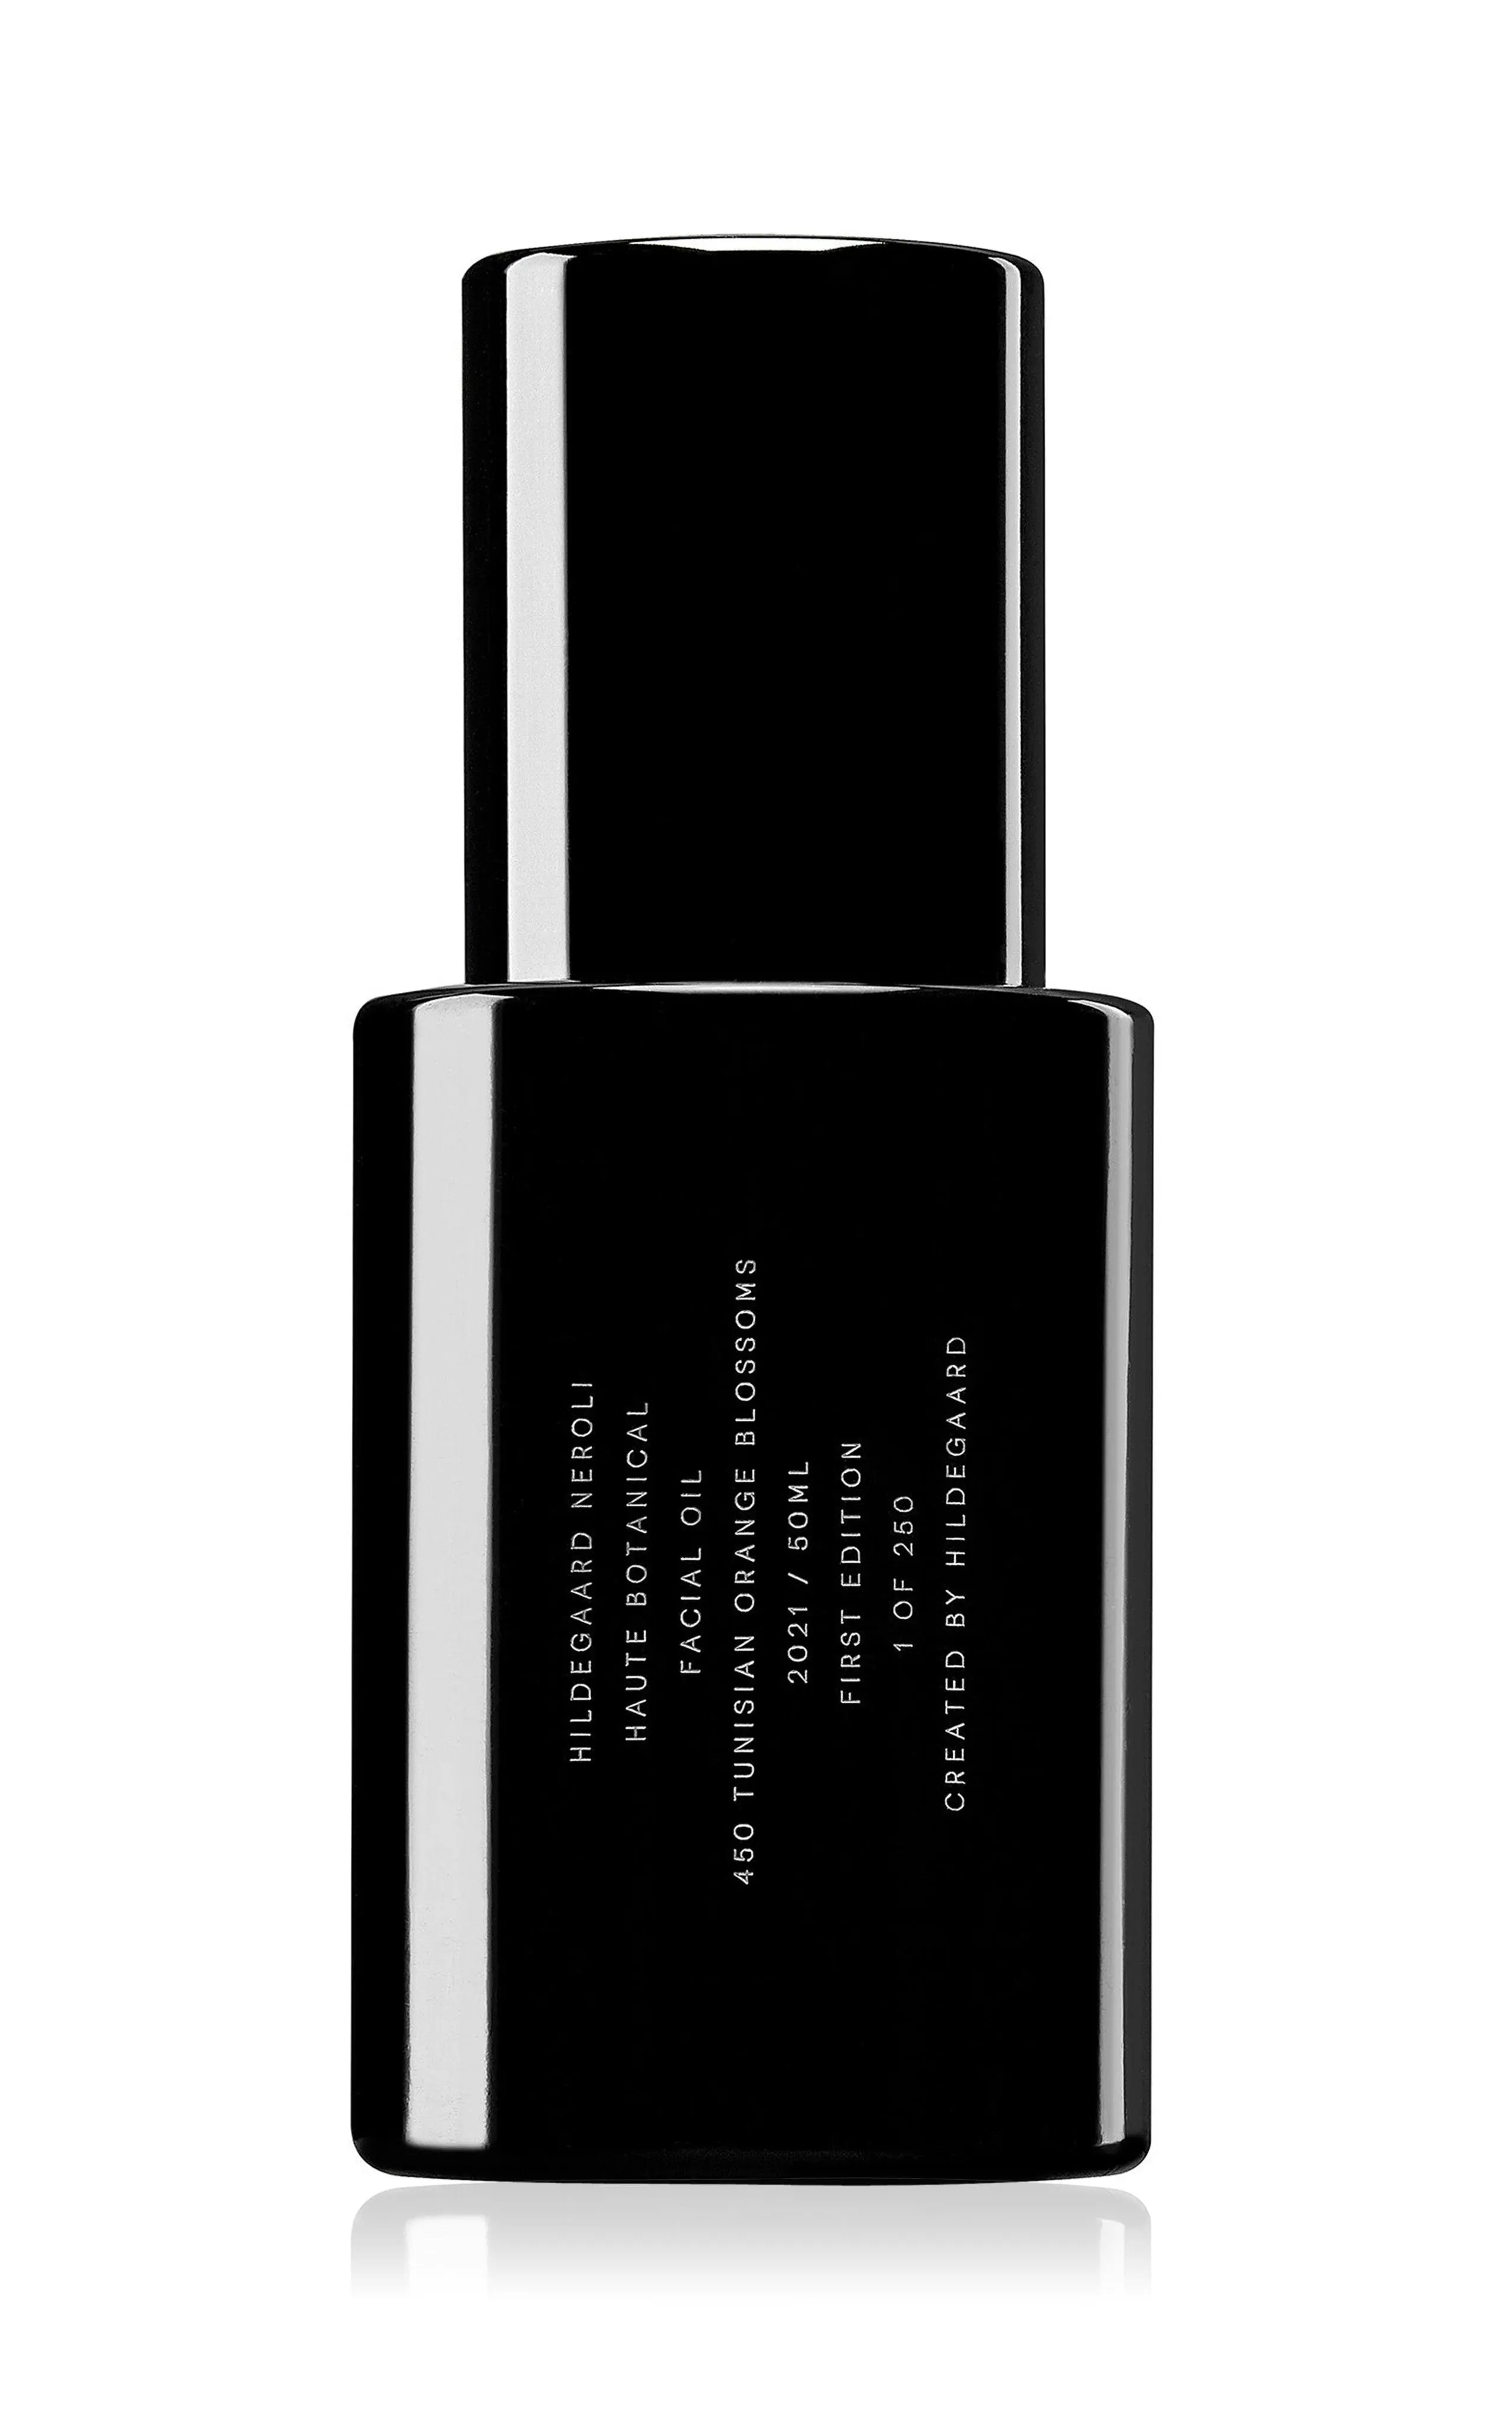 HILDEGAARD NEROLI
HAUTE BOTANICAL
FACIAL OIL
450 TUNISIAN ORANGE BLOSSOMS
2021 / 50ML
FIRST EDITION
1 OF 250
CREATED BY HILDEGAARD